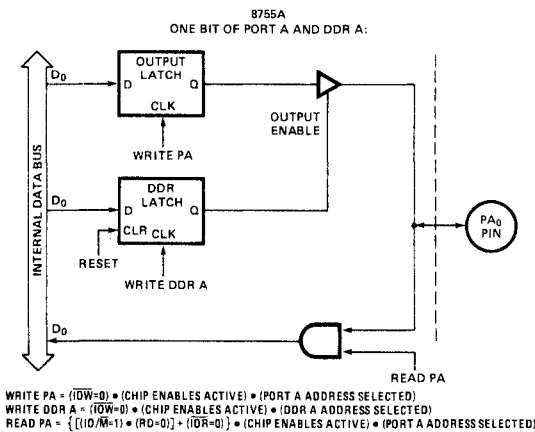 8755A
ONE BIT OF PORT A AND DDR A:
D0
OUTPUT
LATCH
D
Q
CLK
OUTPUT
ENABLE
WRITE PA
INTERNAL DATA BUS
D0
DDR
LATCH
D
Q
CLR CLK
RESET
WRITE DDR A
PA0
PIN
D0
READ PA
WRITE PA = (I̅O̅W̅=0) • (CHIP ENABLES ACTIVE) • (PORT A ADDRESS SELECTED)
WRITE DDR A = (I̅O̅W̅=0) • (CHIP ENABLES ACTIVE) • (DDR A ADDRESS SELECTED)
READ PA = {[(IO/M̅=1) • (RD=0)] + (I̅O̅R̅=0)} • (CHIP ENABLES ACTIVE) • (PORT A ADDRESS SELECTED)